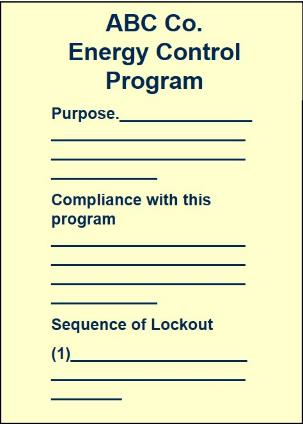 ABC Co.
Energy Control
Program
Purpose.
Compliance with this
program
Sequence of Lockout
(1)